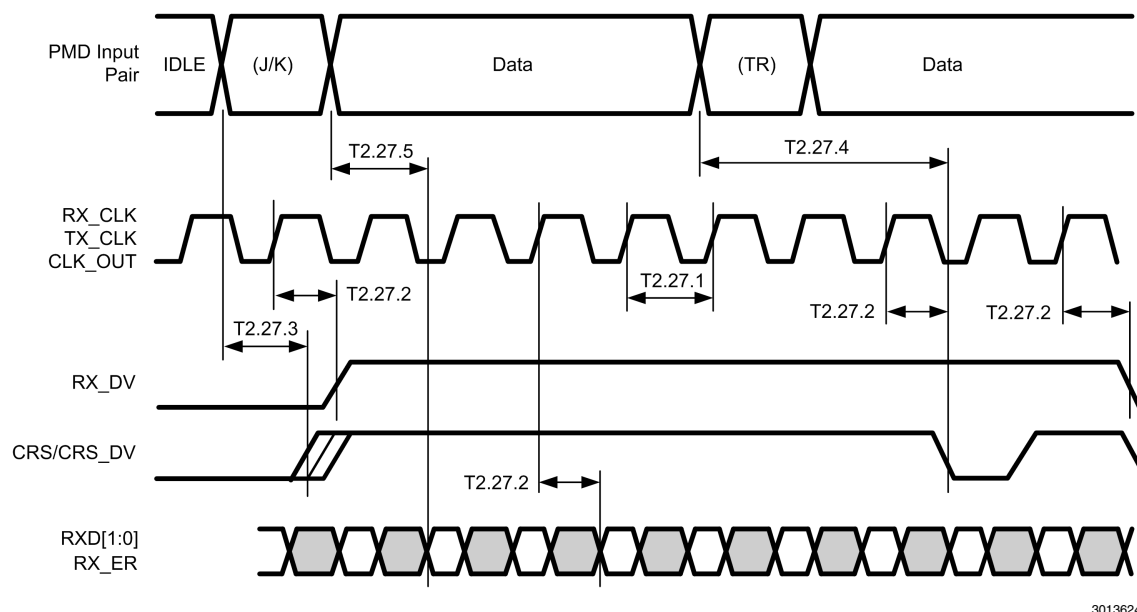 PMD Input
Pair
IDLE
(J/K)
Data
(TR)
Data
T2.27.5
T2.27.4
RX_CLK
TX_CLK
CLK_OUT
T2.27.2
T2.27.1
T2.27.2
T2.27.2
T2.27.3
RX_DV
CRS/CRS_DV
T2.27.2
RXD[1:0]
RX_ER
3013624